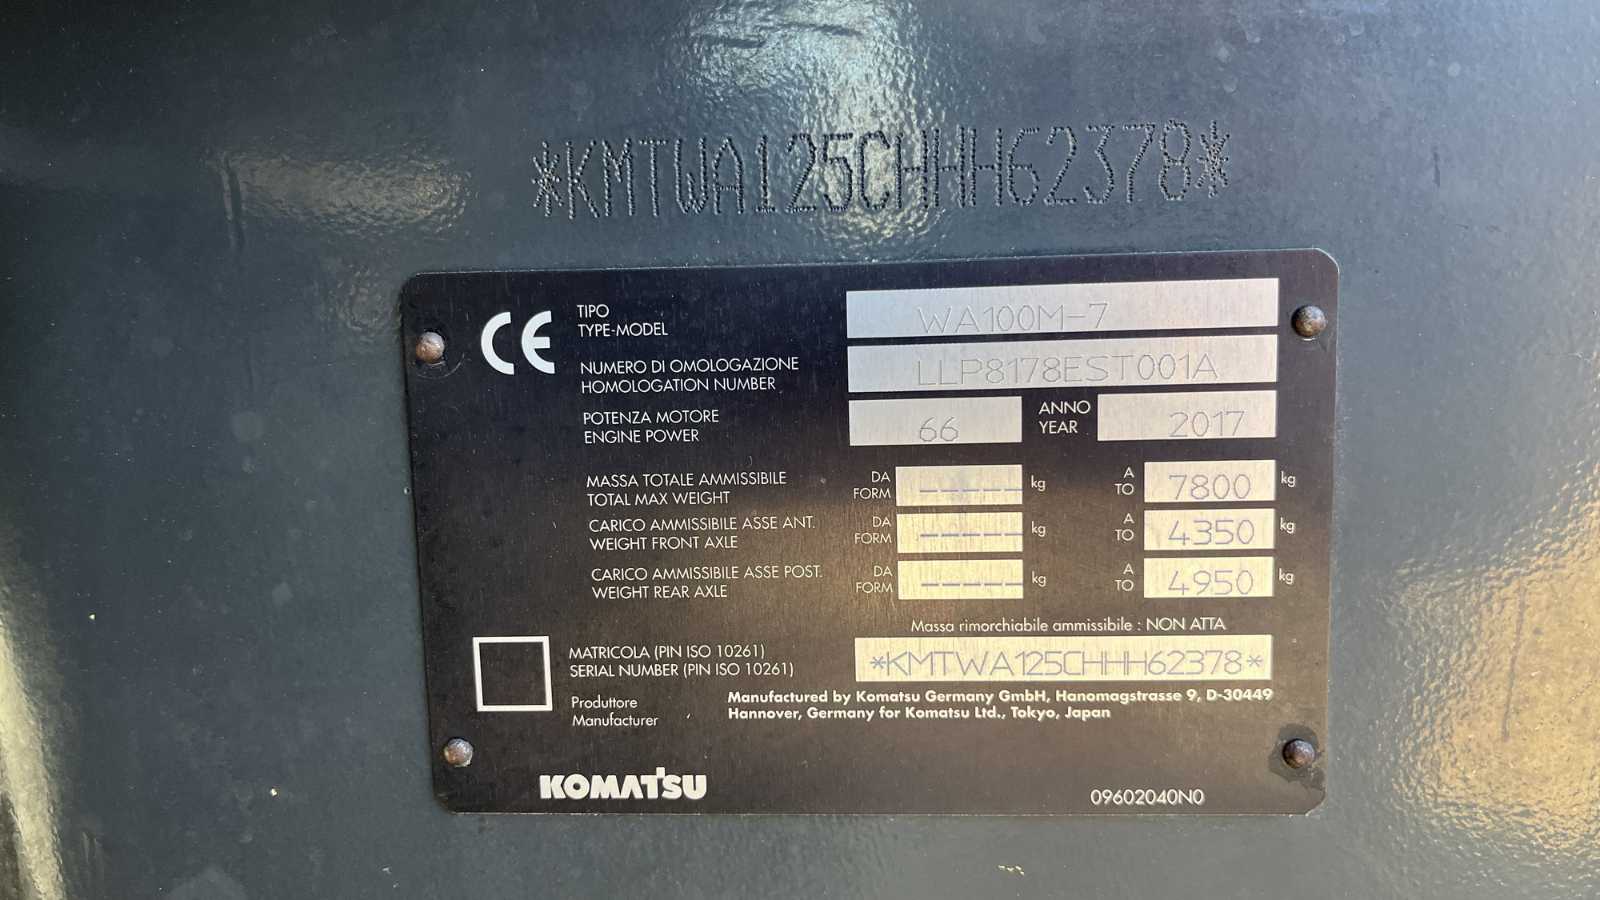 *KMTWA125CHHH62378*
CE
TIPO
TYPE-MODEL
WA100M-7
NUMERO DI OMOLOGAZIONE
HOMOLOGATION NUMBER
LLP8178EST001A
POTENZA MOTORE
ENGINE POWER
66
ANNO
YEAR
2017
MASSA TOTALE AMMISSIBILE
TOTAL MAX WEIGHT
DA
FORM
----- kg
A
TO
7800 kg
CARICO AMMISSIBILE ASSE ANT.
WEIGHT FRONT AXLE
DA
FORM
----- kg
A
TO
4350 kg
CARICO AMMISSIBILE ASSE POST.
WEIGHT REAR AXLE
DA
FORM
----- kg
A
TO
4950 kg
Massa rimorchiabile ammissibile : NON ATTA
MATRICOLA (PIN ISO 10261)
SERIAL NUMBER (PIN ISO 10261)
*KMTWA125CHHH62378*
Produttore
Manufacturer
Manufactured by Komatsu Germany GmbH, Hanomagstrasse 9, D-30449
Hannover, Germany for Komatsu Ltd., Tokyo, Japan
KOMATSU
09602040N0